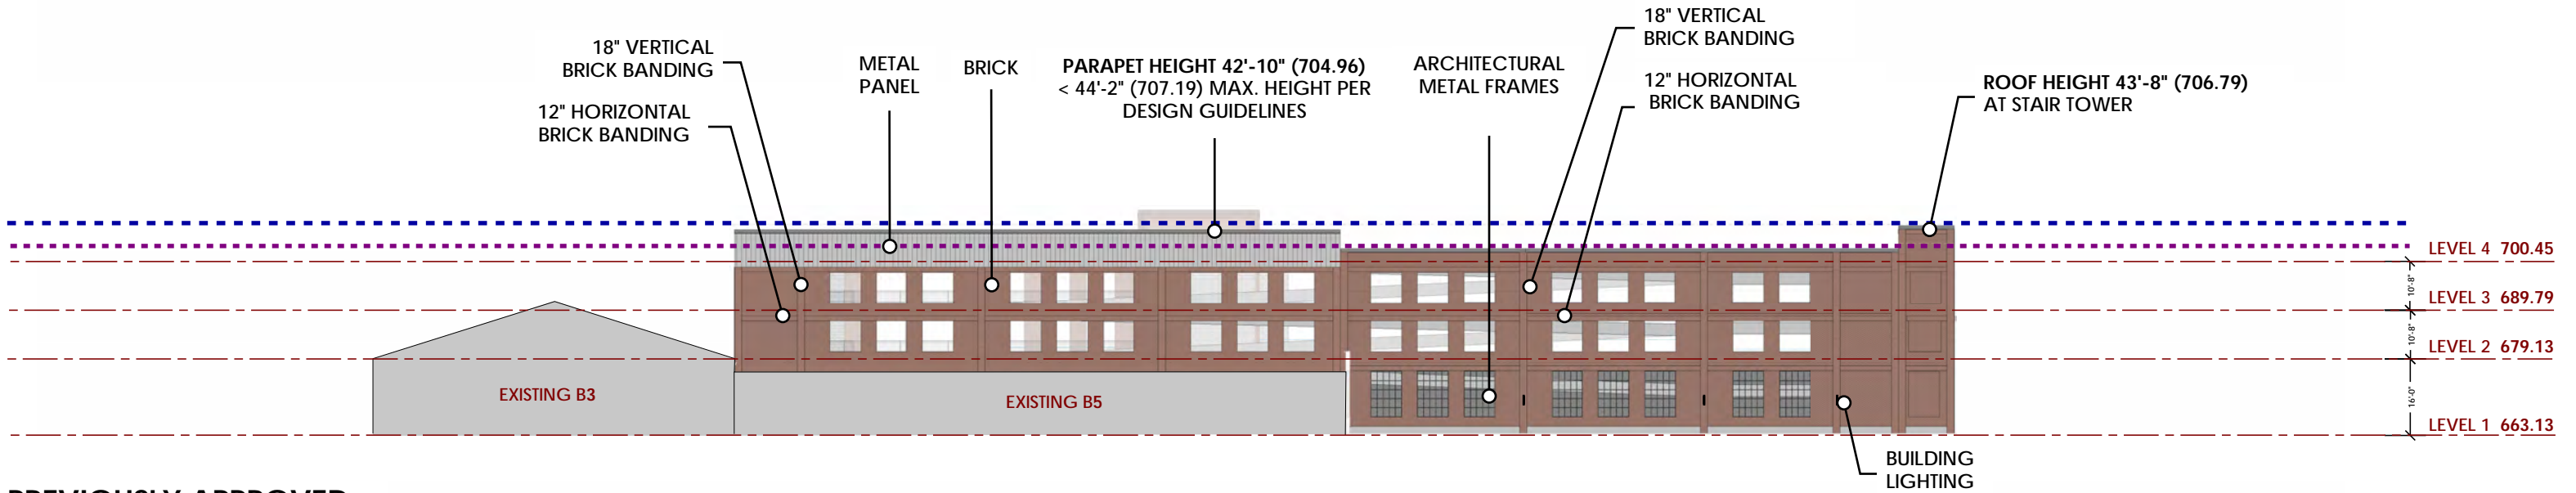 18" VERTICAL
BRICK BANDING
12" HORIZONTAL
BRICK BANDING
METAL
PANEL
BRICK
PARAPET HEIGHT 42'-10" (704.96)
< 44'-2" (707.19) MAX. HEIGHT PER
DESIGN GUIDELINES
ARCHITECTURAL
METAL FRAMES
18" VERTICAL
BRICK BANDING
12" HORIZONTAL
BRICK BANDING
ROOF HEIGHT 43'-8" (706.79)
AT STAIR TOWER
LEVEL 4 700.45
10'-8"
LEVEL 3 689.79
10'-8"
LEVEL 2 679.13
16'-0"
LEVEL 1 663.13
EXISTING B3
EXISTING B5
BUILDING
LIGHTING
PREVIOUSLY APPROVED